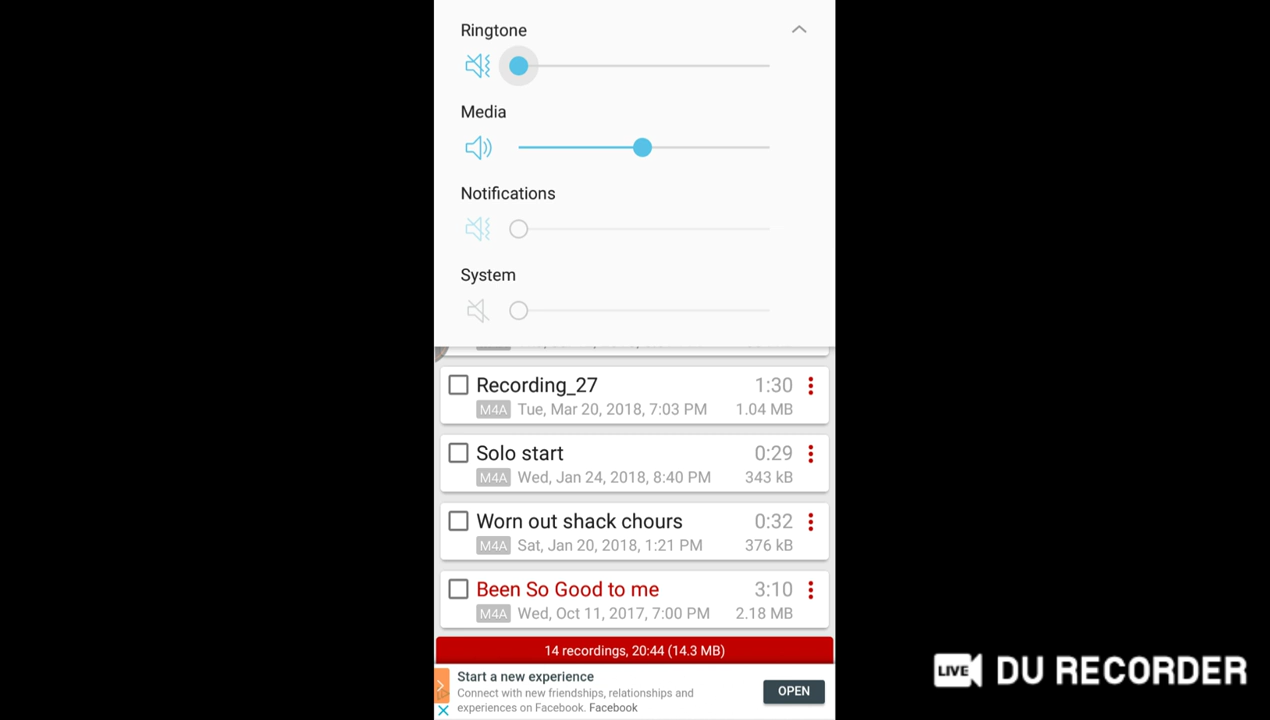 Ringtone
Media
Notifications
System
Recording_27 1:30
M4A Tue, Mar 20, 2018, 7:03 PM 1.04 MB
Solo start 0:29
M4A Wed, Jan 24, 2018, 8:40 PM 343 kB
Worn out shack chours 0:32
M4A Sat, Jan 20, 2018, 1:21 PM 376 kB
Been So Good to me 3:10
M4A Wed, Oct 11, 2017, 7:00 PM 2.18 MB
14 recordings, 20:44 (14.3 MB)
Start a new experience
Connect with new friendships, relationships and
experiences on Facebook. Facebook
OPEN
LIVE DU RECORDER